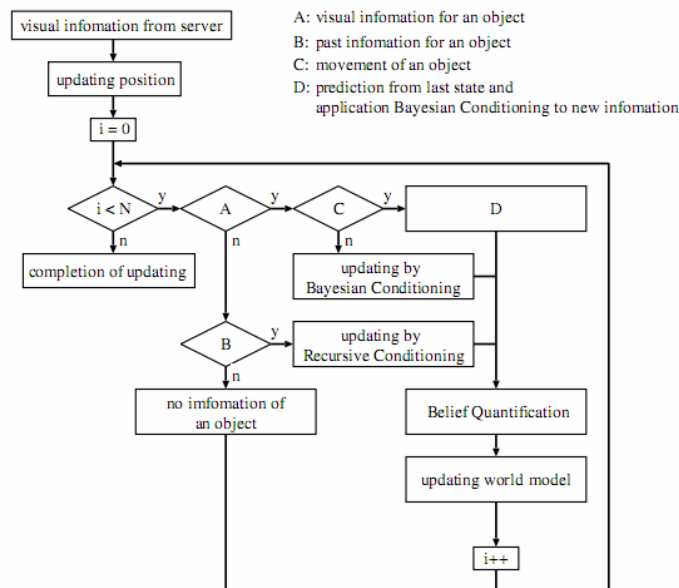 visual infomation from server
updating position
i = 0
A: visual infomation for an object
B: past infomation for an object
C: movement of an object
D: prediction from last state and
application Bayesian Conditioning to new infomation
i < N
y
A
y
C
y
D
n
n
n
completion of updating
updating by
Bayesian Conditioning
B
y
updating by
Recursive Conditioning
n
no imfomation of
an object
Belief Quantification
updating world model
i++